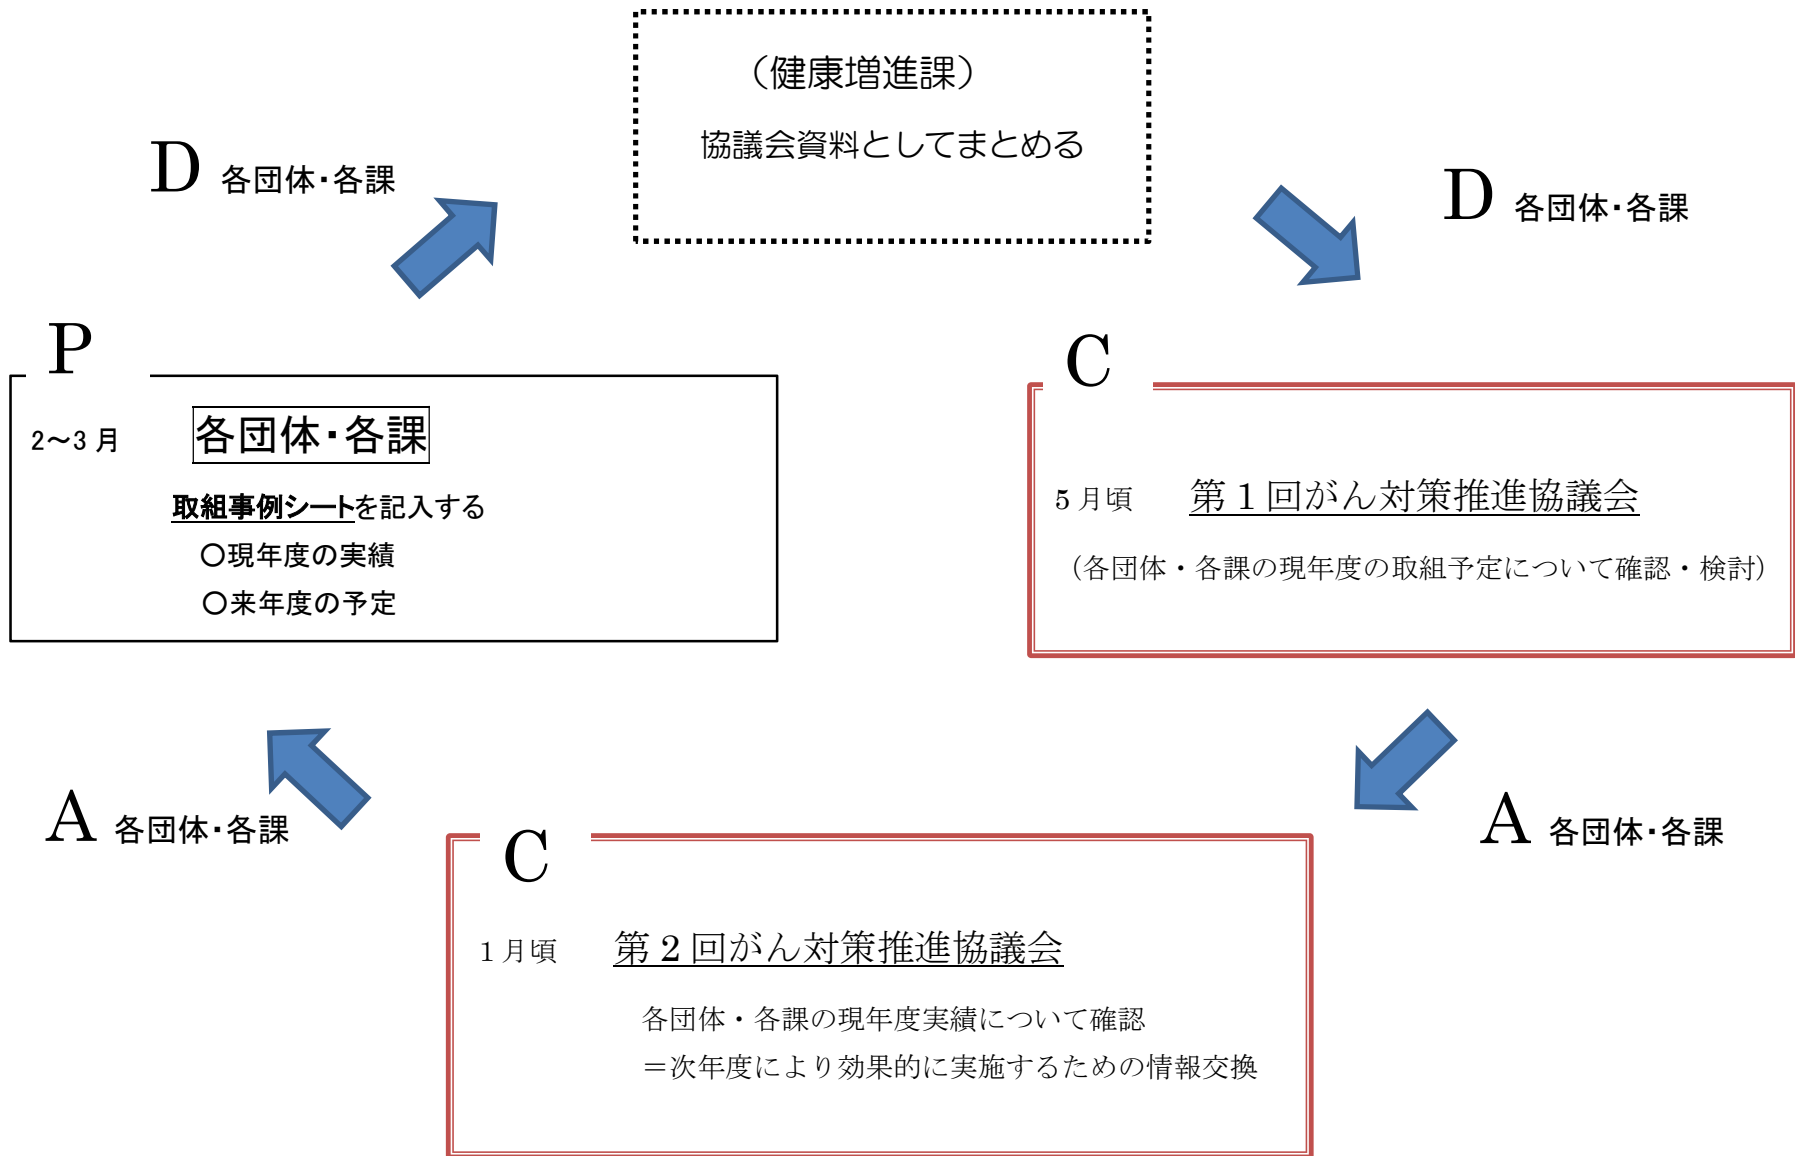 （健康増進課）
協議会資料としてまとめる
D 各団体・各課
D 各団体・各課
P
2～3 月 各団体・各課
取組事例シートを記入する
○現年度の実績
○来年度の予定
C
5 月頃 第 1 回がん対策推進協議会
（各団体・各課の現年度の取組予定について確認・検討）
A 各団体・各課
A 各団体・各課
C
1 月頃 第 2 回がん対策推進協議会
各団体・各課の現年度実績について確認
＝次年度により効果的に実施するための情報交換